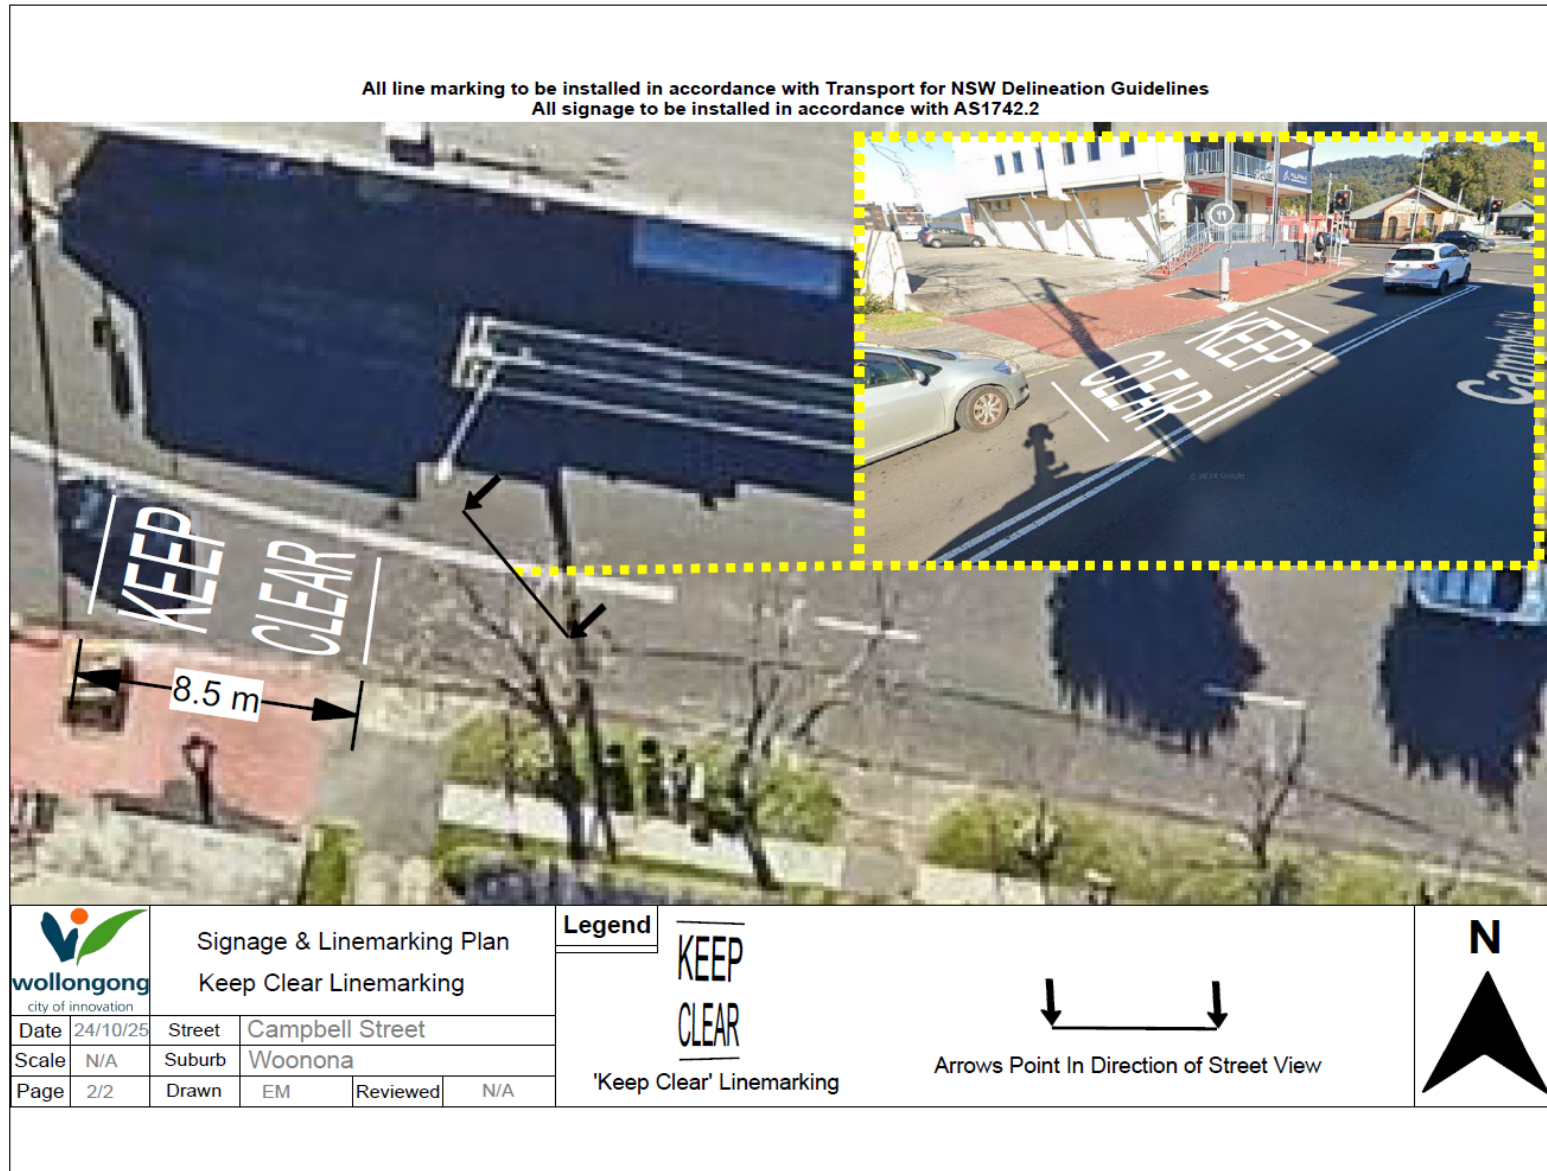 All line marking to be installed in accordance with Transport for NSW Delineation Guidelines
All signage to be installed in accordance with AS1742.2
ALPHA
KEEP
CLEAR
Campbell St
KEEP
CLEAR
8.5 m
wollongong
city of innovation
Signage & Linemarking Plan
Keep Clear Linemarking
Date 24/10/25 Street Campbell Street
Scale N/A Suburb Woonona
Page 2/2 Drawn EM Reviewed N/A
Legend
KEEP
CLEAR
'Keep Clear' Linemarking
Arrows Point In Direction of Street View
N